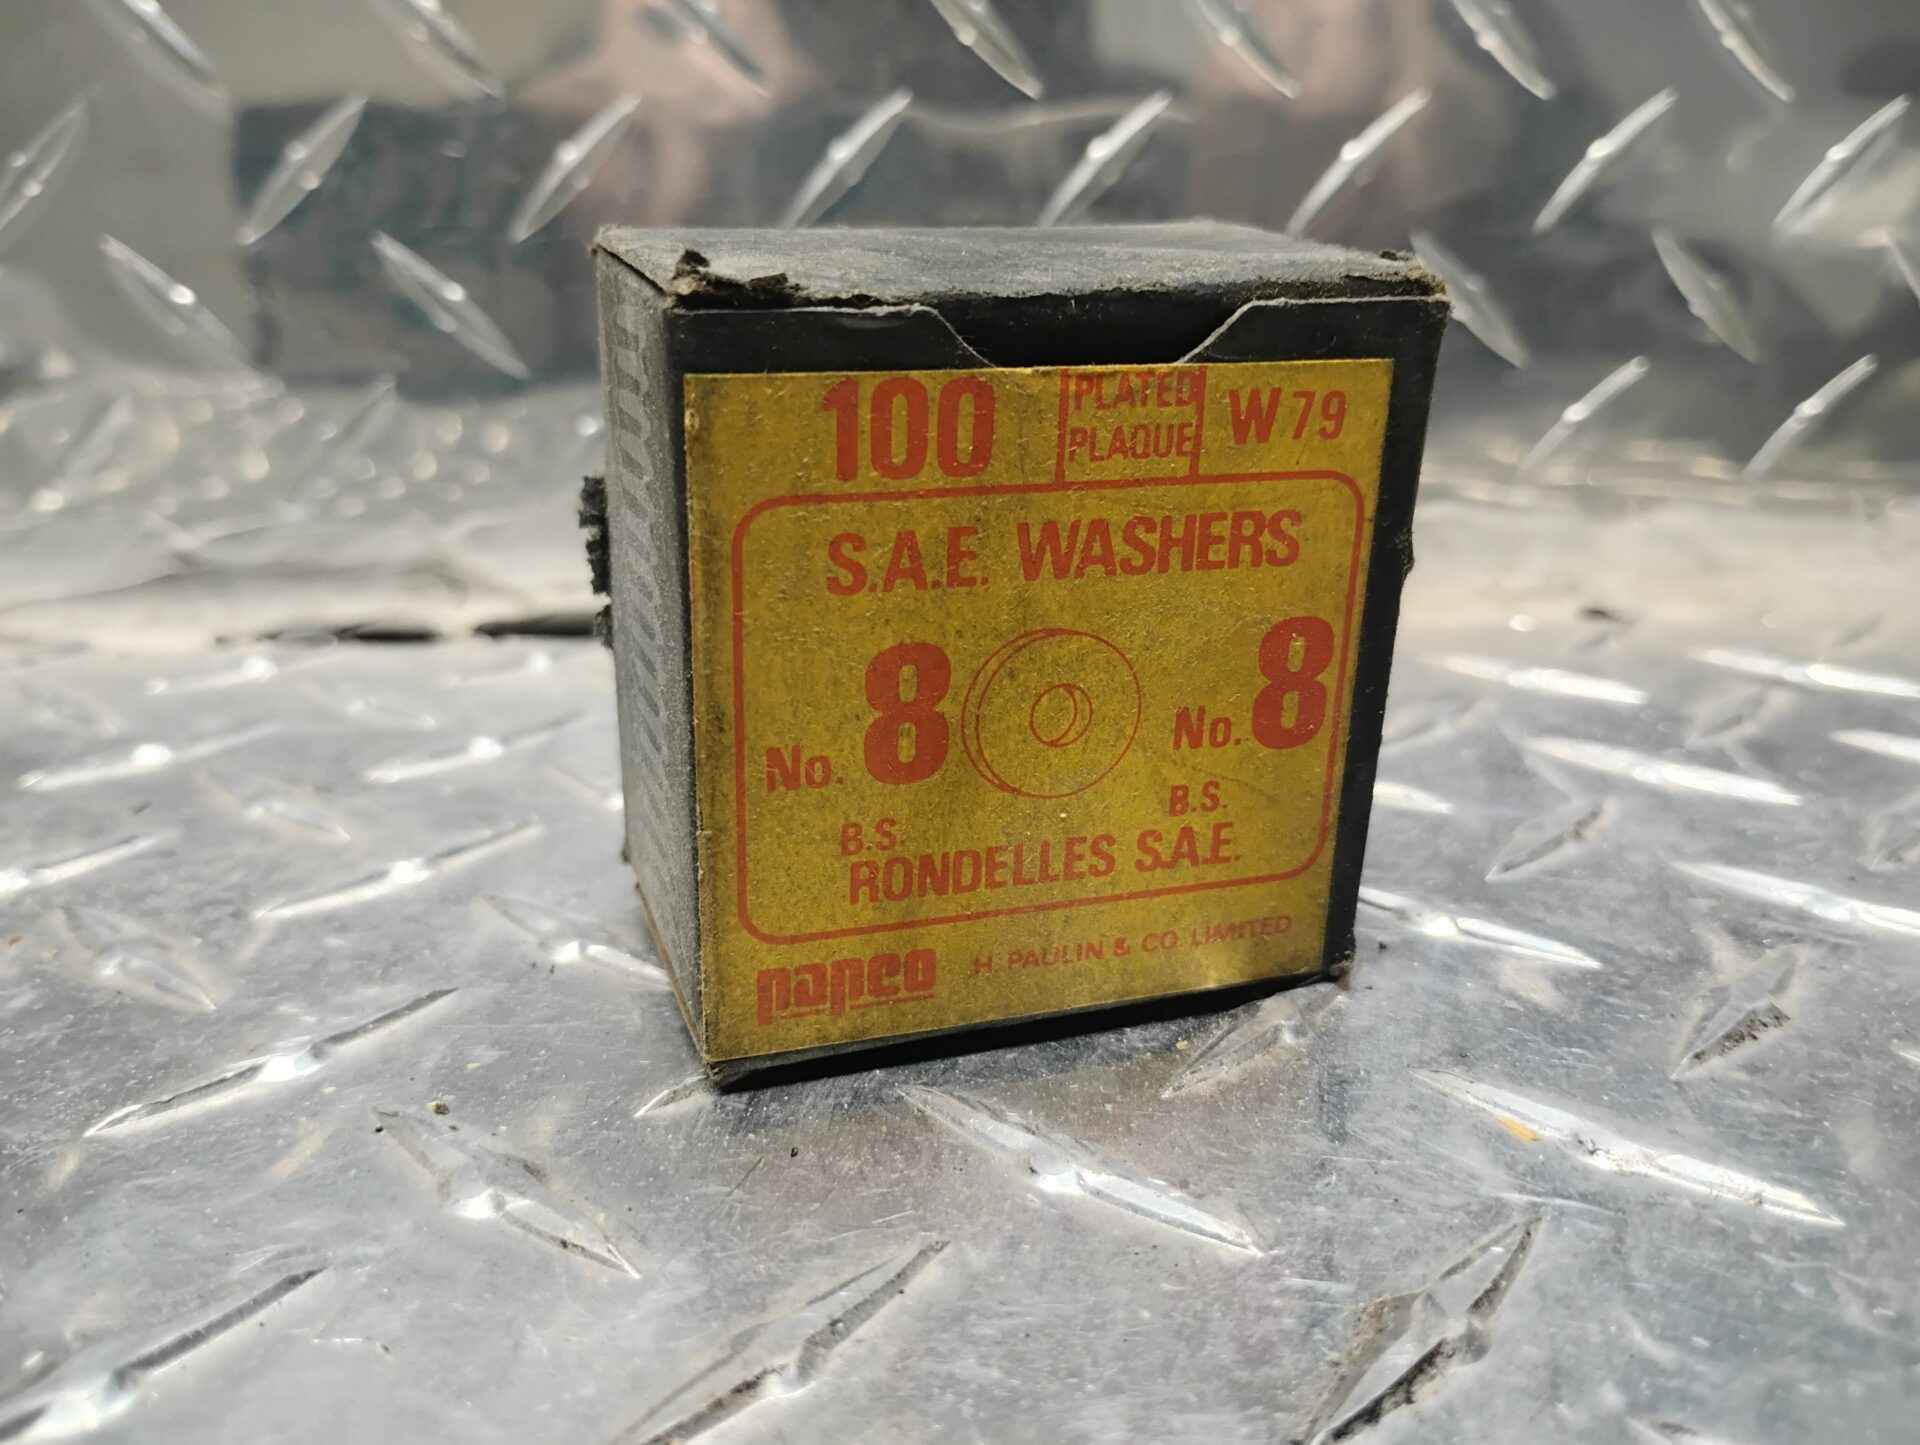 100
PLATED
PLAQUE
W79
S.A.E. WASHERS
No. 8
B.S.
No. 8
B.S.
RONDELLES S.A.E.
papco
H. PAULIN & CO. LIMITED